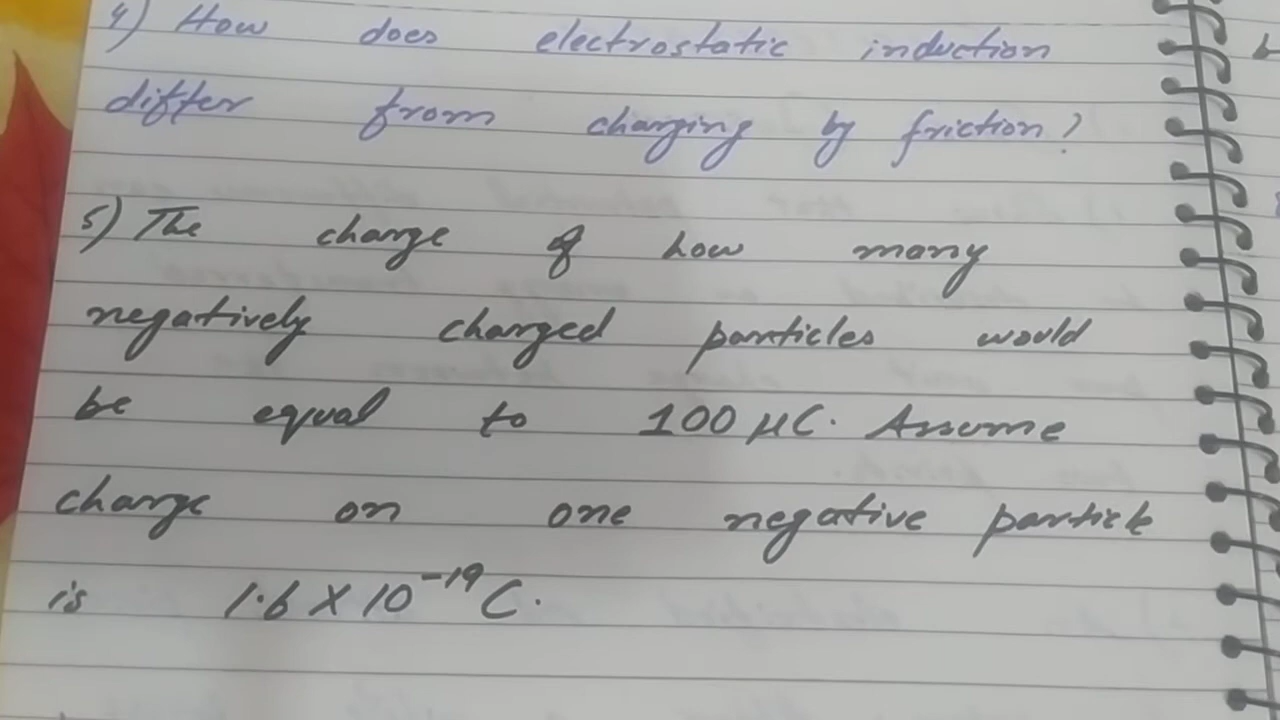 4) How does electrostatic induction
differ from charging by friction?
5) The charge of how many
negatively charged particles would
be equal to 100 μC. Assume
charge on one negative particle
is 1.6 X 10⁻¹⁹ C.